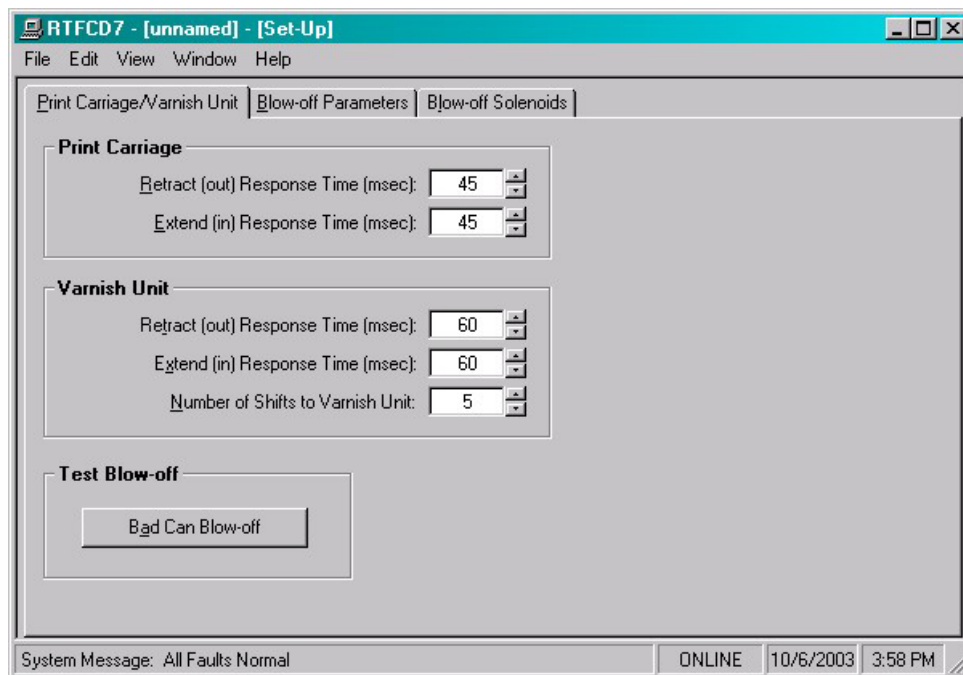 RTFCD7 - [unnamed] - [Set-Up]
File Edit View Window Help
Print Carriage/Varnish Unit Blow-off Parameters Blow-off Solenoids
Print Carriage
Retract (out) Response Time (msec): 45
Extend (in) Response Time (msec): 45
Varnish Unit
Retract (out) Response Time (msec): 60
Extend (in) Response Time (msec): 60
Number of Shifts to Varnish Unit: 5
Test Blow-off
Bad Can Blow-off
System Message: All Faults Normal ONLINE 10/6/2003 3:58 PM